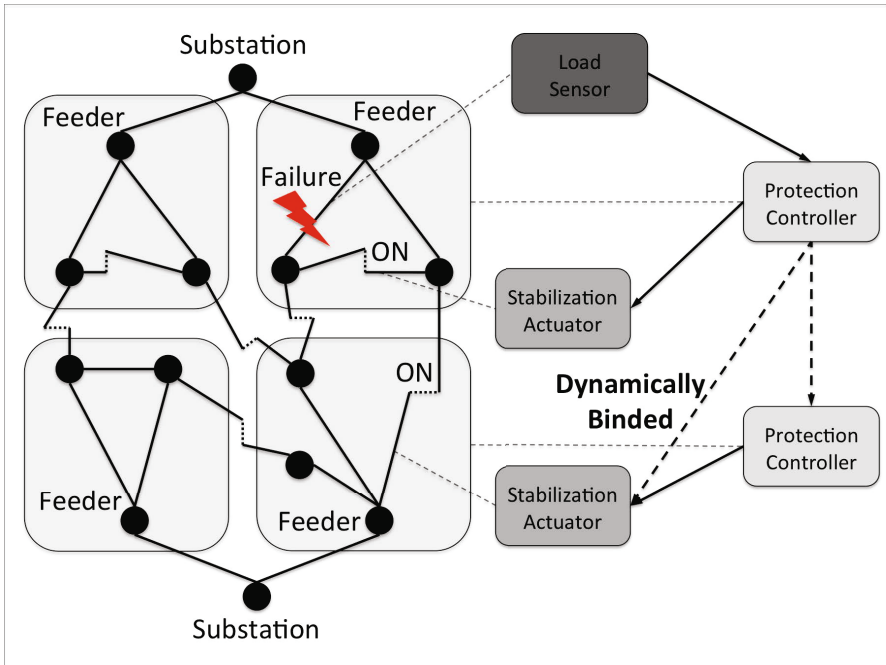 Substation
Load
Sensor
Feeder
Feeder
Failure
Protection
Controller
ON
Stabilization
Actuator
ON
Dynamically
Binded
Protection
Controller
Feeder
Stabilization
Actuator
Feeder
Substation